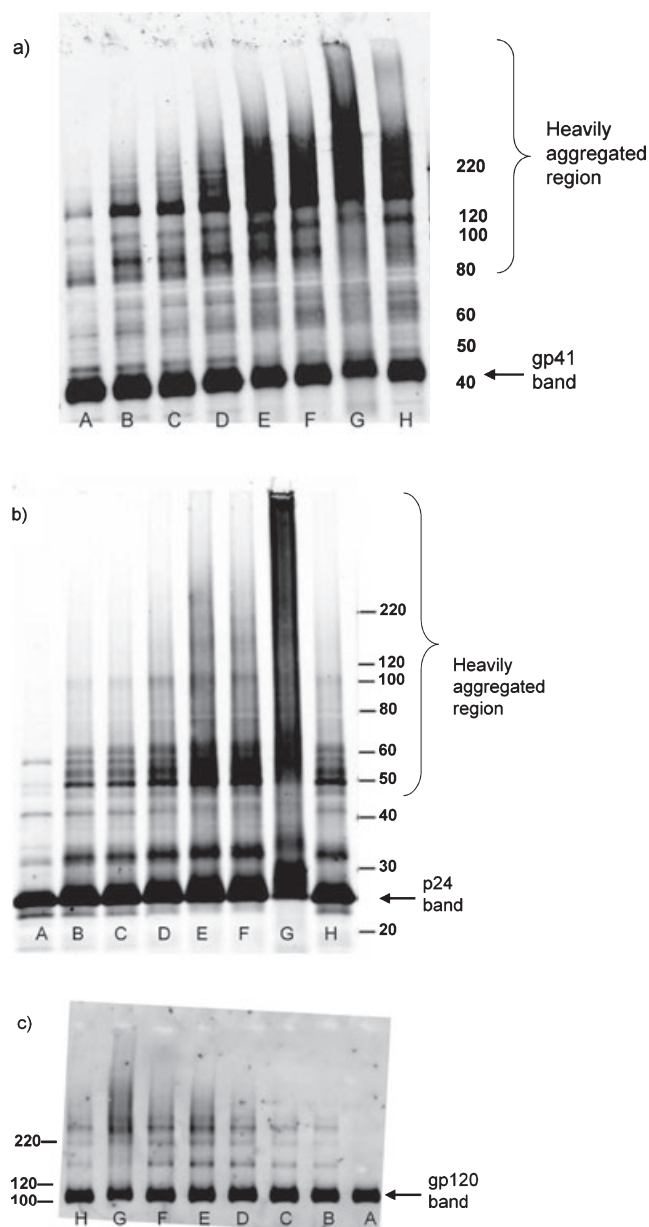 a)
Heavily
aggregated
region
220
120
100
80
60
50
40
gp41
band
A B C D E F G H
b)
220
120
100
80
60
50
40
30
20
Heavily
aggregated
region
p24
band
A B C D E F G H
c)
220
120
100
gp120
band
H G F E D C B A